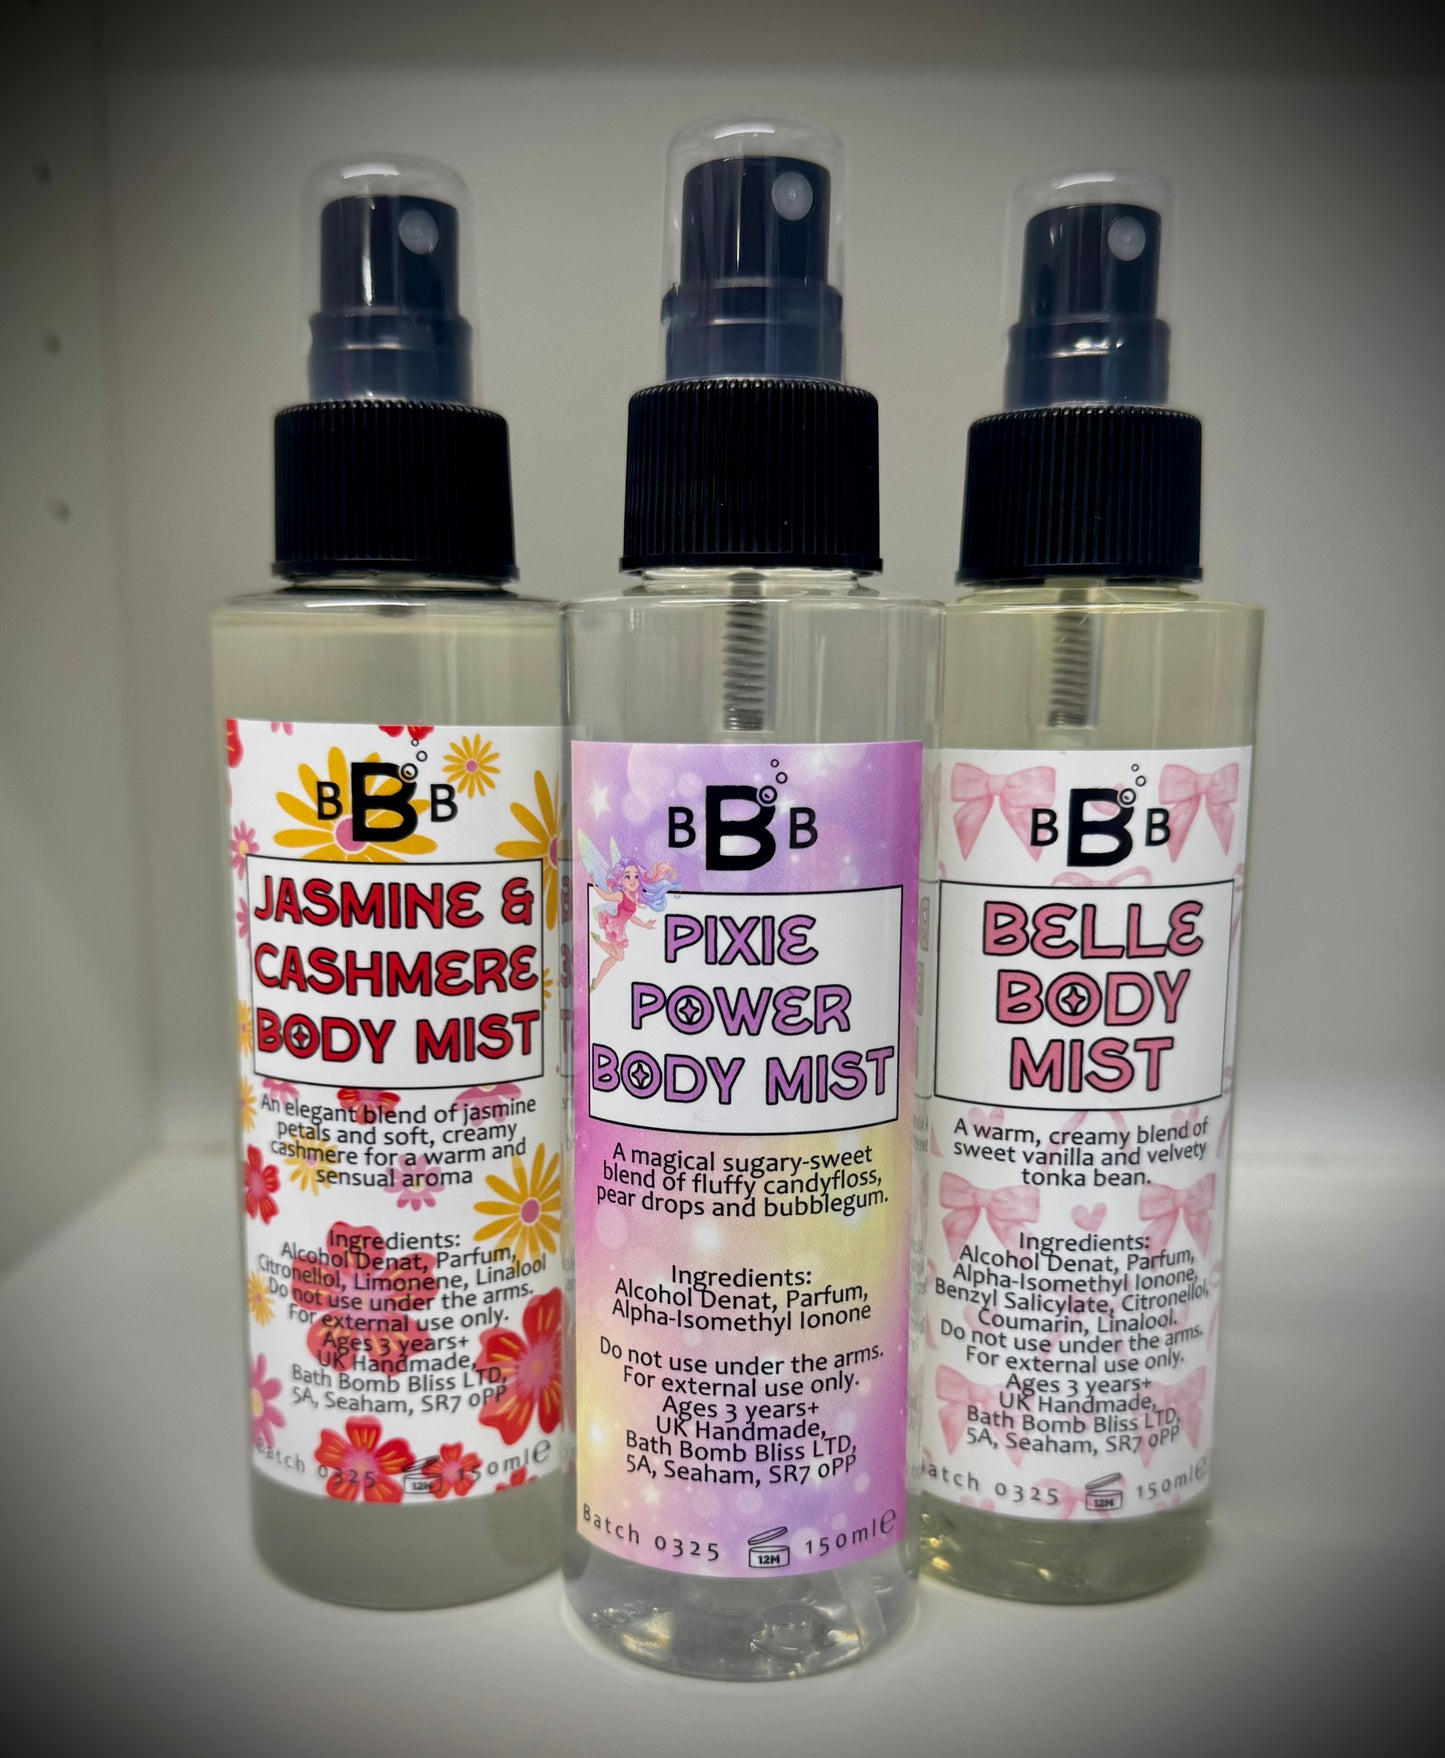 B B B
JASMINE &
CASHMERE
BODY MIST
An elegant blend of jasmine
petals and soft, creamy
cashmere for a warm and
sensual aroma
Ingredients:
Alcohol Denat, Parfum,
Citronellol, Limonene, Linalool
Do not use under the arms.
For external use only.
Ages 3 years+
UK Handmade,
Bath Bomb Bliss LTD,
5A, Seaham, SR7 0PP
Batch 0325 12M 150ml℮
B B B
PIXIE
POWER
BODY MIST
A magical sugary-sweet
blend of fluffy candyfloss,
pear drops and bubblegum.
Ingredients:
Alcohol Denat, Parfum,
Alpha-Isomethyl Ionone
Do not use under the arms.
For external use only.
Ages 3 years+
UK Handmade,
Bath Bomb Bliss LTD,
5A, Seaham, SR7 0PP
Batch 0325 12M 150ml℮
B B B
BELLE
BODY
MIST
A warm, creamy blend of
sweet vanilla and velvety
tonka bean.
Ingredients:
Alcohol Denat, Parfum,
Alpha-Isomethyl Ionone,
Benzyl Salicylate, Citronellol,
Coumarin, Linalool.
Do not use under the arms.
For external use only.
Ages 3 years+
UK Handmade,
Bath Bomb Bliss LTD,
5A, Seaham, SR7 0PP
Batch 0325 12M 150ml℮